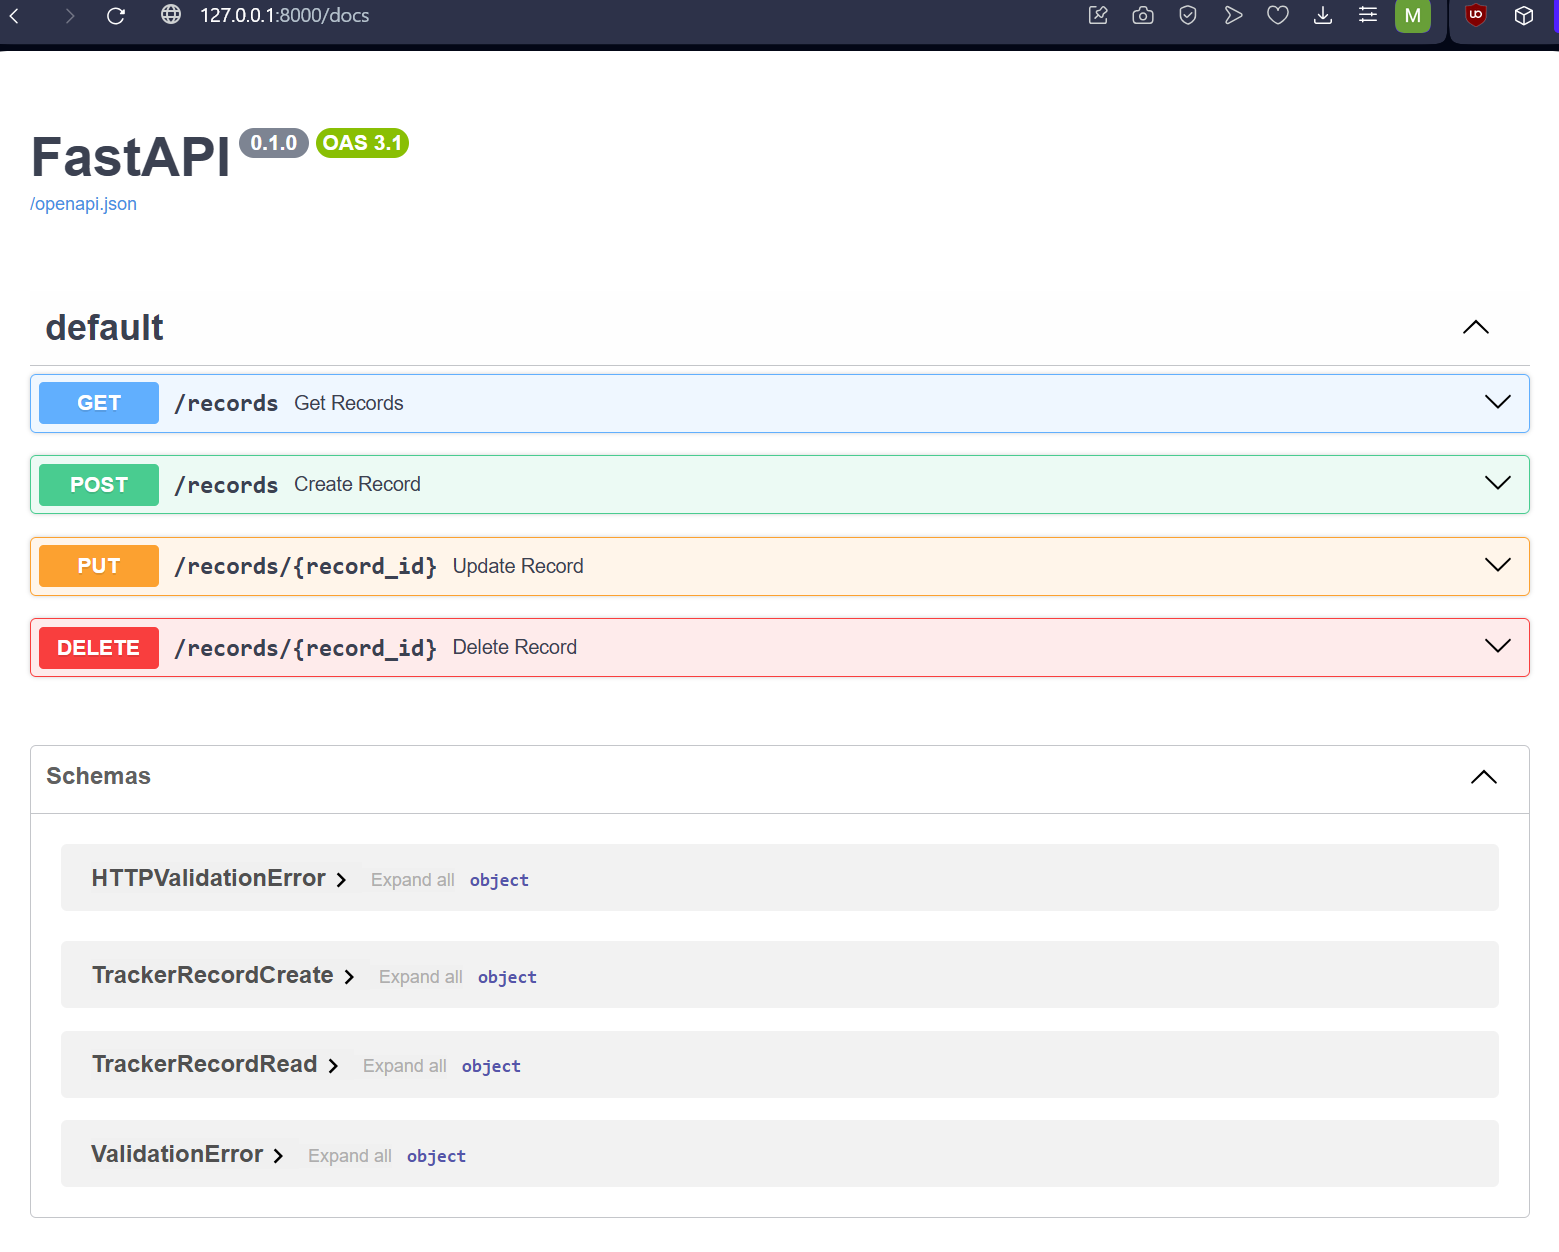 127.0.0.1:8000/docs
M
FastAPI 0.1.0 OAS 3.1
/openapi.json
default
GET /records Get Records
POST /records Create Record
PUT /records/{record_id} Update Record
DELETE /records/{record_id} Delete Record
Schemas
HTTPValidationError Expand all object
TrackerRecordCreate Expand all object
TrackerRecordRead Expand all object
ValidationError Expand all object